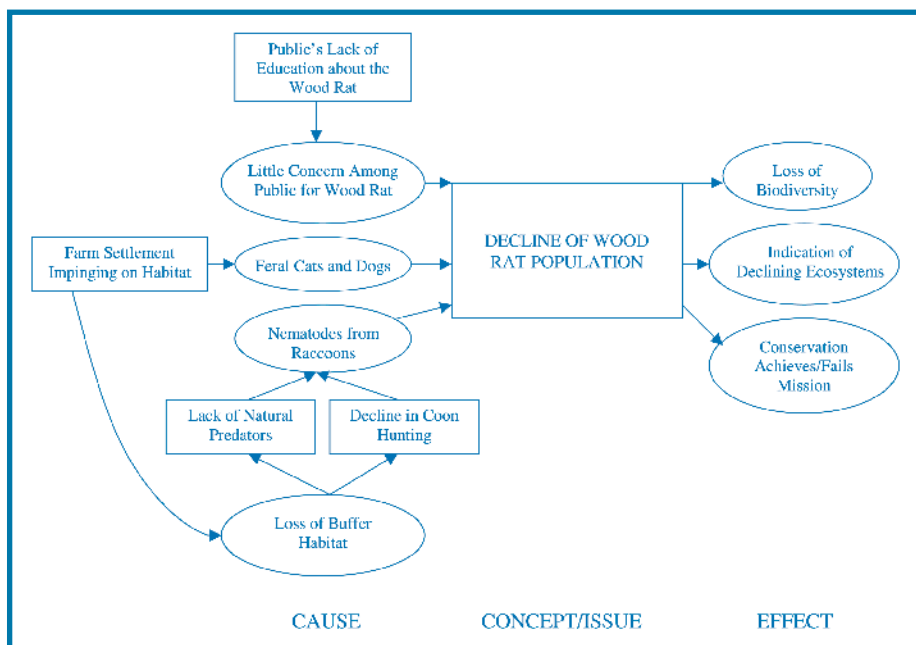 Public's Lack of
Education about the
Wood Rat
Little Concern Among
Public for Wood Rat
Loss of
Biodiversity
Farm Settlement
Impinging on Habitat
Feral Cats and Dogs
DECLINE OF WOOD
RAT POPULATION
Indication of
Declining Ecosystems
Nematodes from
Raccoons
Conservation
Achieves/Fails
Mission
Lack of Natural
Predators
Decline in Coon
Hunting
Loss of Buffer
Habitat
CAUSE
CONCEPT/ISSUE
EFFECT